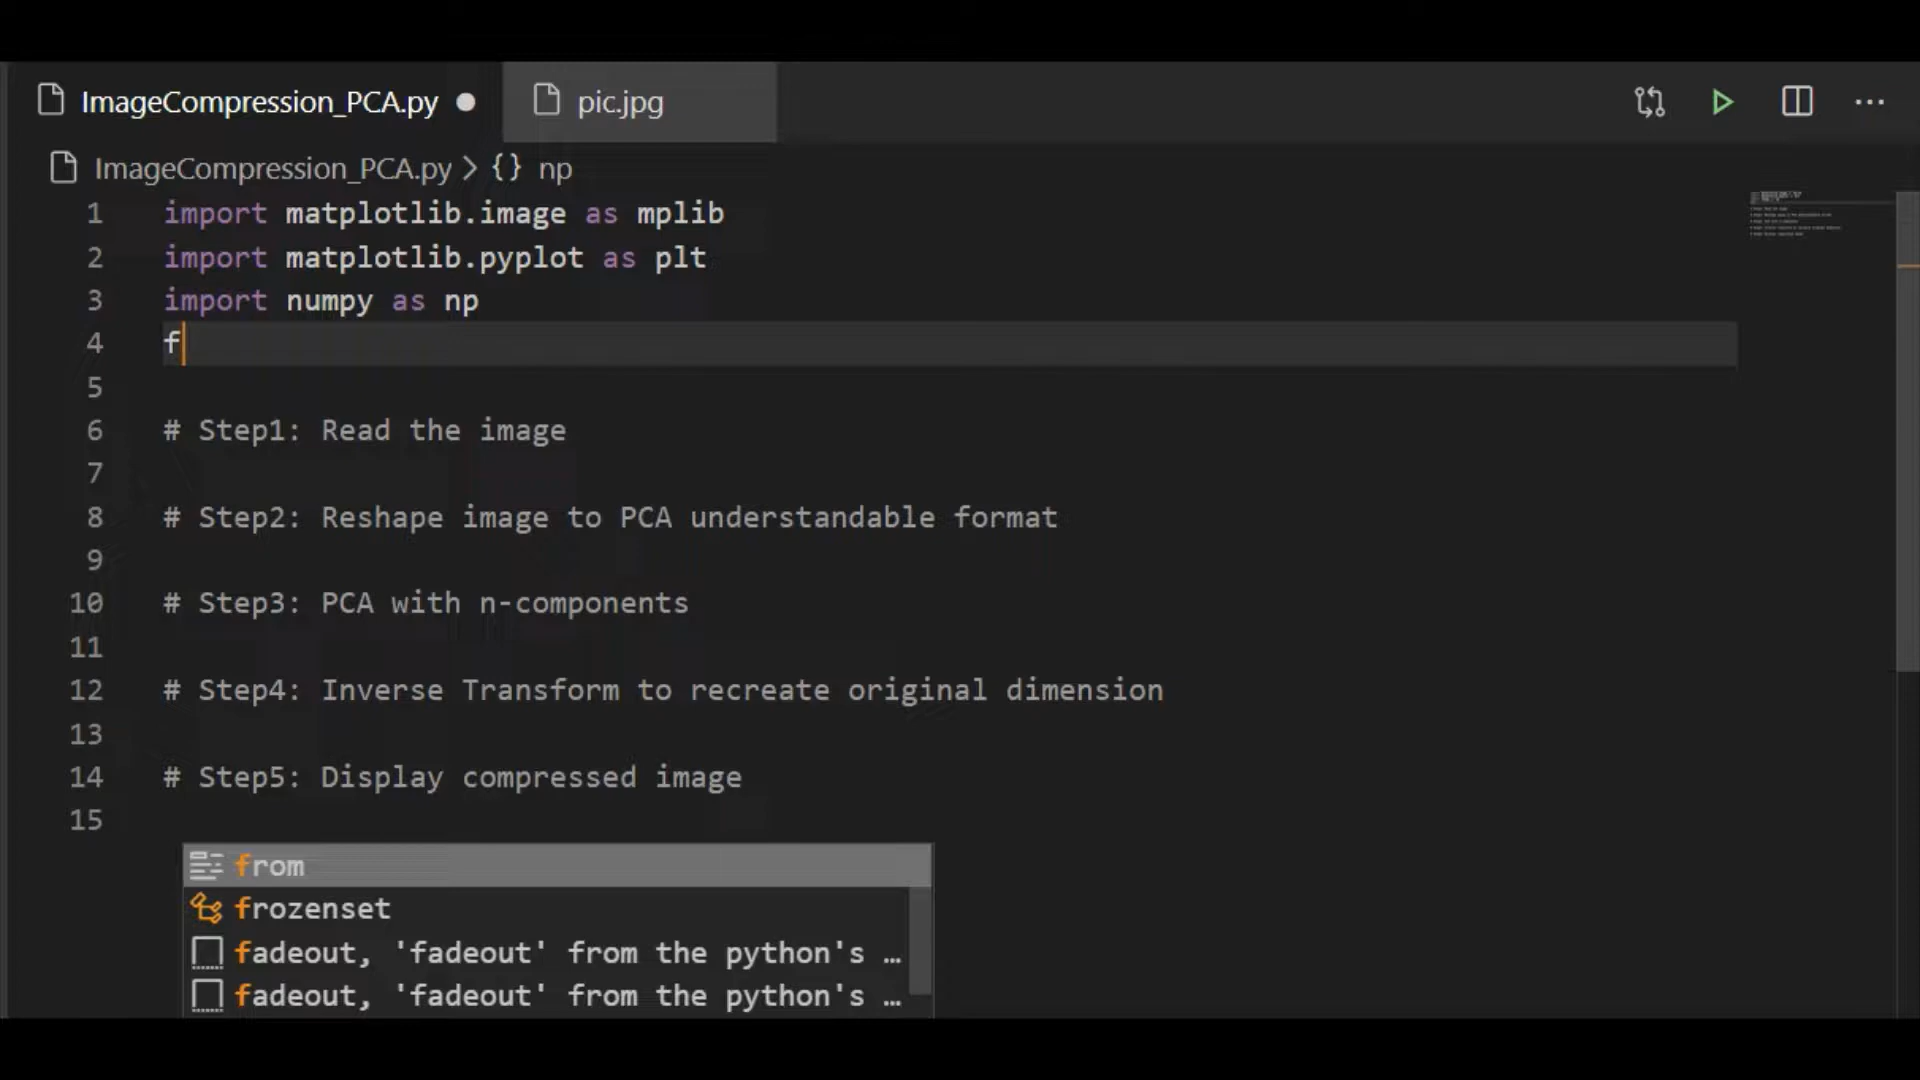 ImageCompression_PCA.py
pic.jpg
ImageCompression_PCA.py > {} np
1 import matplotlib.image as mplib
2 import matplotlib.pyplot as plt
3 import numpy as np
4 f
5
6 # Step1: Read the image
7
8 # Step2: Reshape image to PCA understandable format
9
10 # Step3: PCA with n-components
11
12 # Step4: Inverse Transform to recreate original dimension
13
14 # Step5: Display compressed image
15
from
frozenset
fadeout, 'fadeout' from the python's …
fadeout, 'fadeout' from the python's …